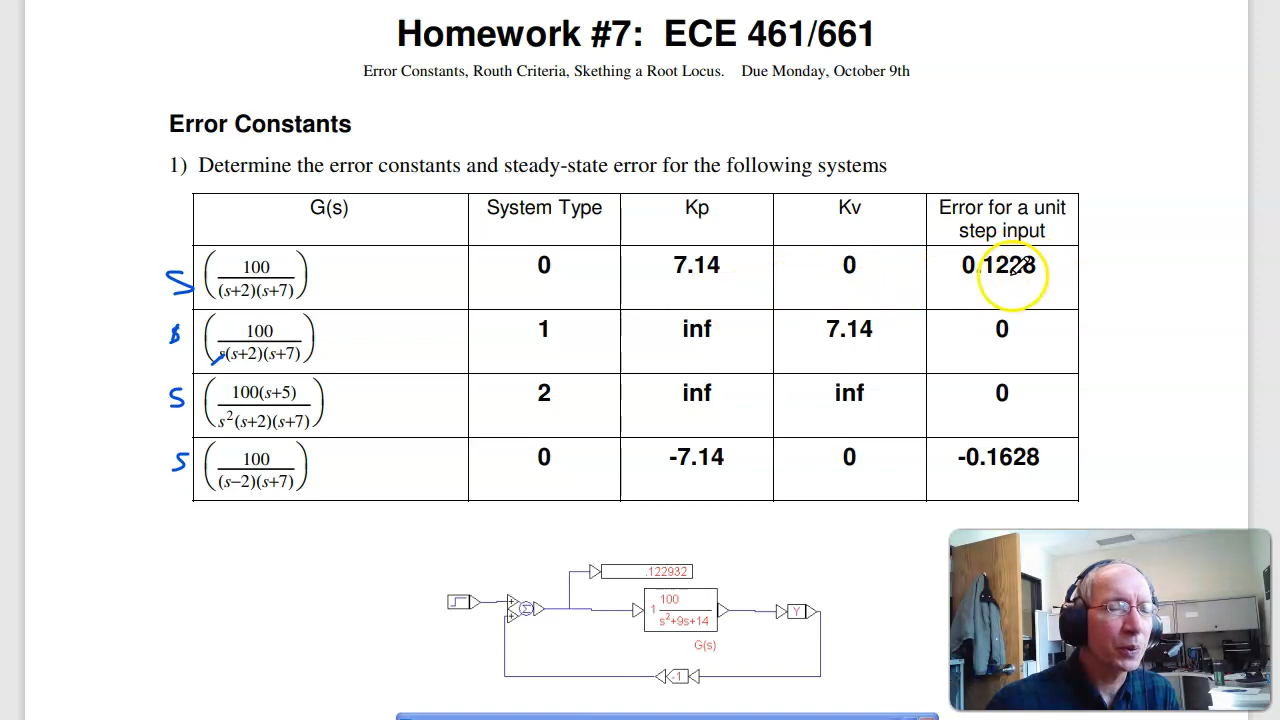 Homework #7: ECE 461/661
Error Constants, Routh Criteria, Skething a Root Locus. Due Monday, October 9th
Error Constants
1) Determine the error constants and steady-state error for the following systems
G(s) System Type Kp Kv Error for a unit step input
S (100/(s+2)(s+7)) 0 7.14 0 0.1228
S (100/s(s+2)(s+7)) 1 inf 7.14 0
S (100(s+5)/s²(s+2)(s+7)) 2 inf inf 0
S (100/(s−2)(s+7)) 0 -7.14 0 -0.1628
.122932
+
Σ
+
1 100/s²+9s+14
Y
G(s)
-1